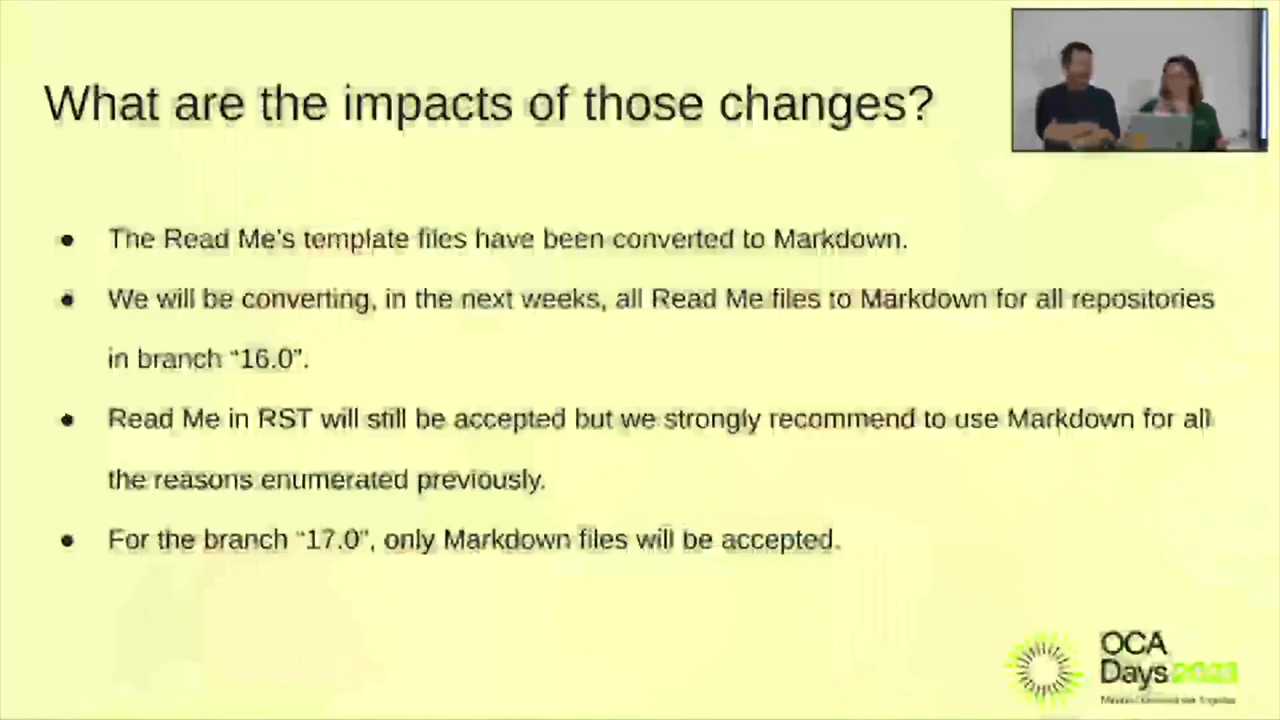 What are the impacts of those changes?
● The Read Me's template files have been converted to Markdown.
● We will be converting, in the next weeks, all Read Me files to Markdown for all repositories
in branch “16.0”.
● Read Me in RST will still be accepted but we strongly recommend to use Markdown for all
the reasons enumerated previously.
● For the branch “17.0”, only Markdown files will be accepted.
OCA
Days